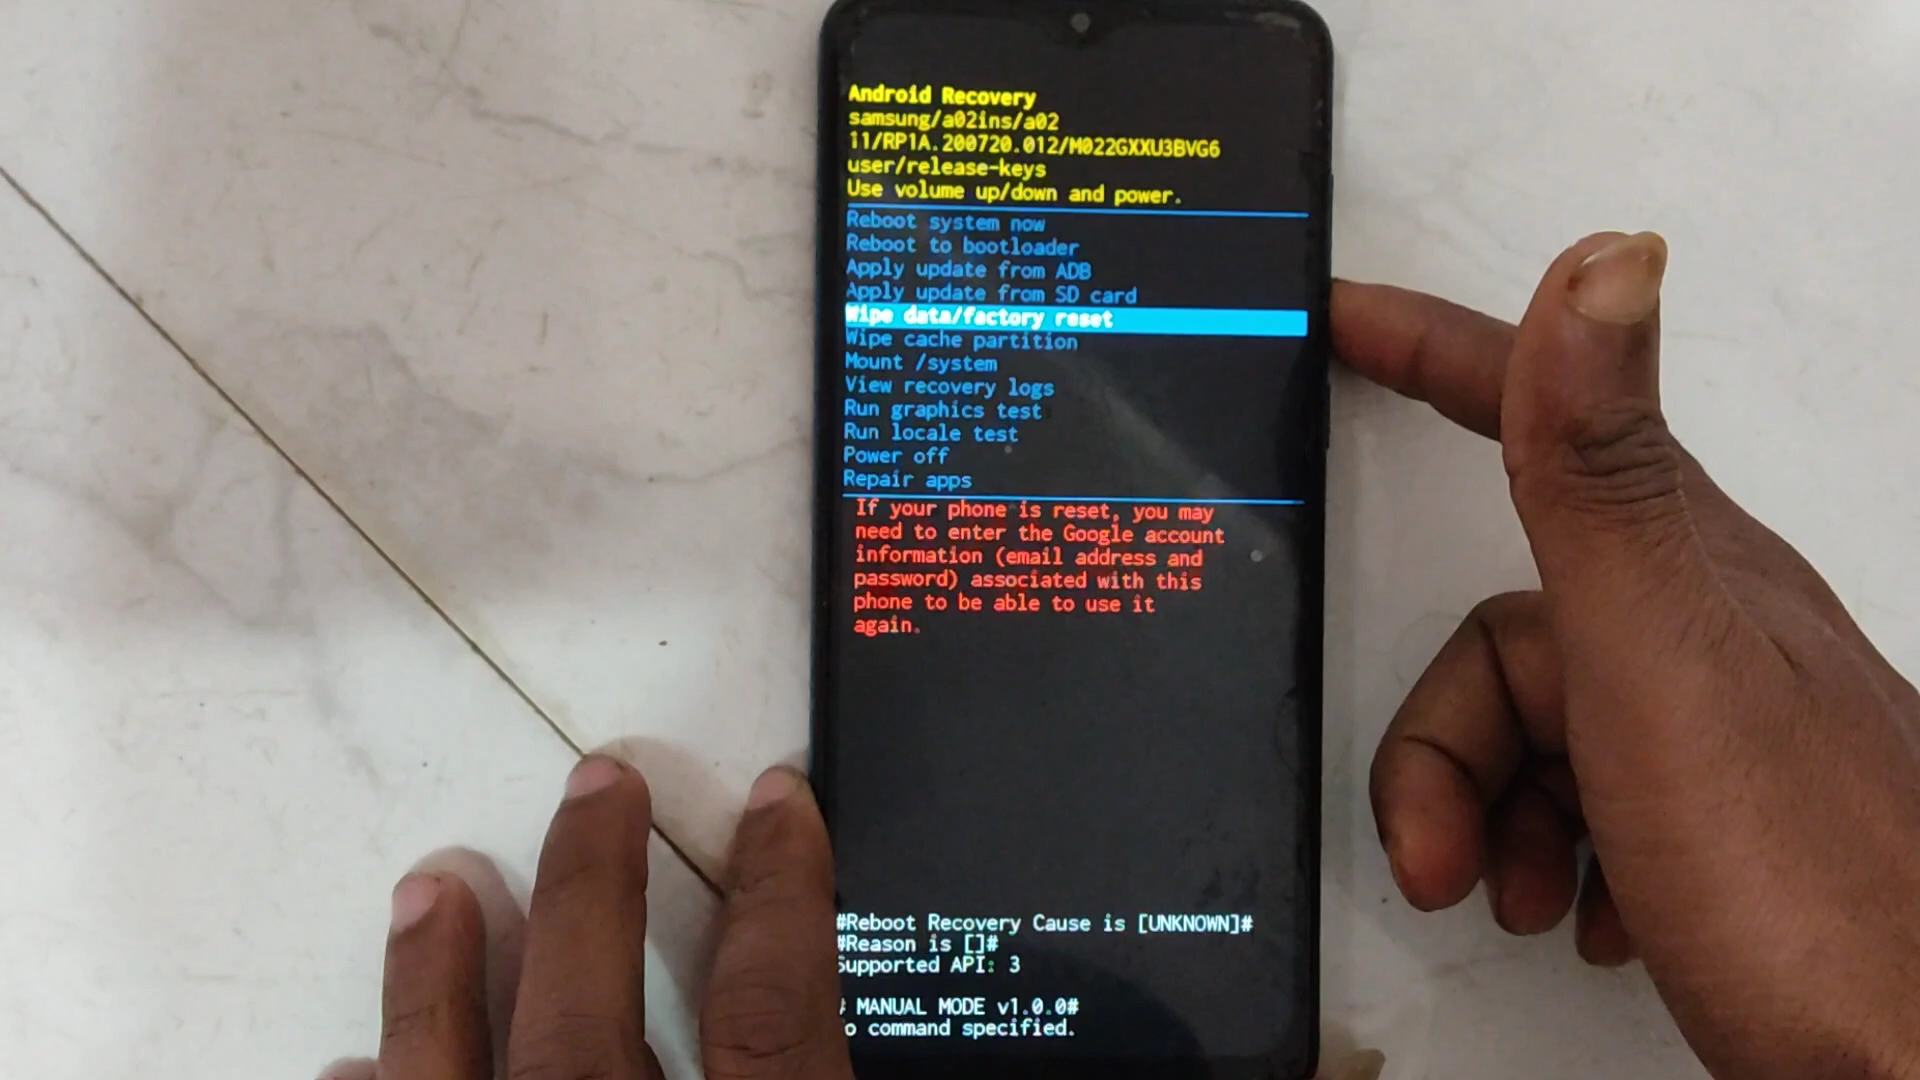 Android Recovery
samsung/a02ins/a02
11/RP1A.200720.012/M022GXXU3BVG6
user/release-keys
Use volume up/down and power.
Reboot system now
Reboot to bootloader
Apply update from ADB
Apply update from SD card
Wipe data/factory reset
Wipe cache partition
Mount /system
View recovery logs
Run graphics test
Run locale test
Power off
Repair apps
If your phone is reset, you may
need to enter the Google account
information (email address and
password) associated with this
phone to be able to use it
again.
#Reboot Recovery Cause is [UNKNOWN]#
#Reason is []#
Supported API: 3
# MANUAL MODE v1.0.0#
o command specified.